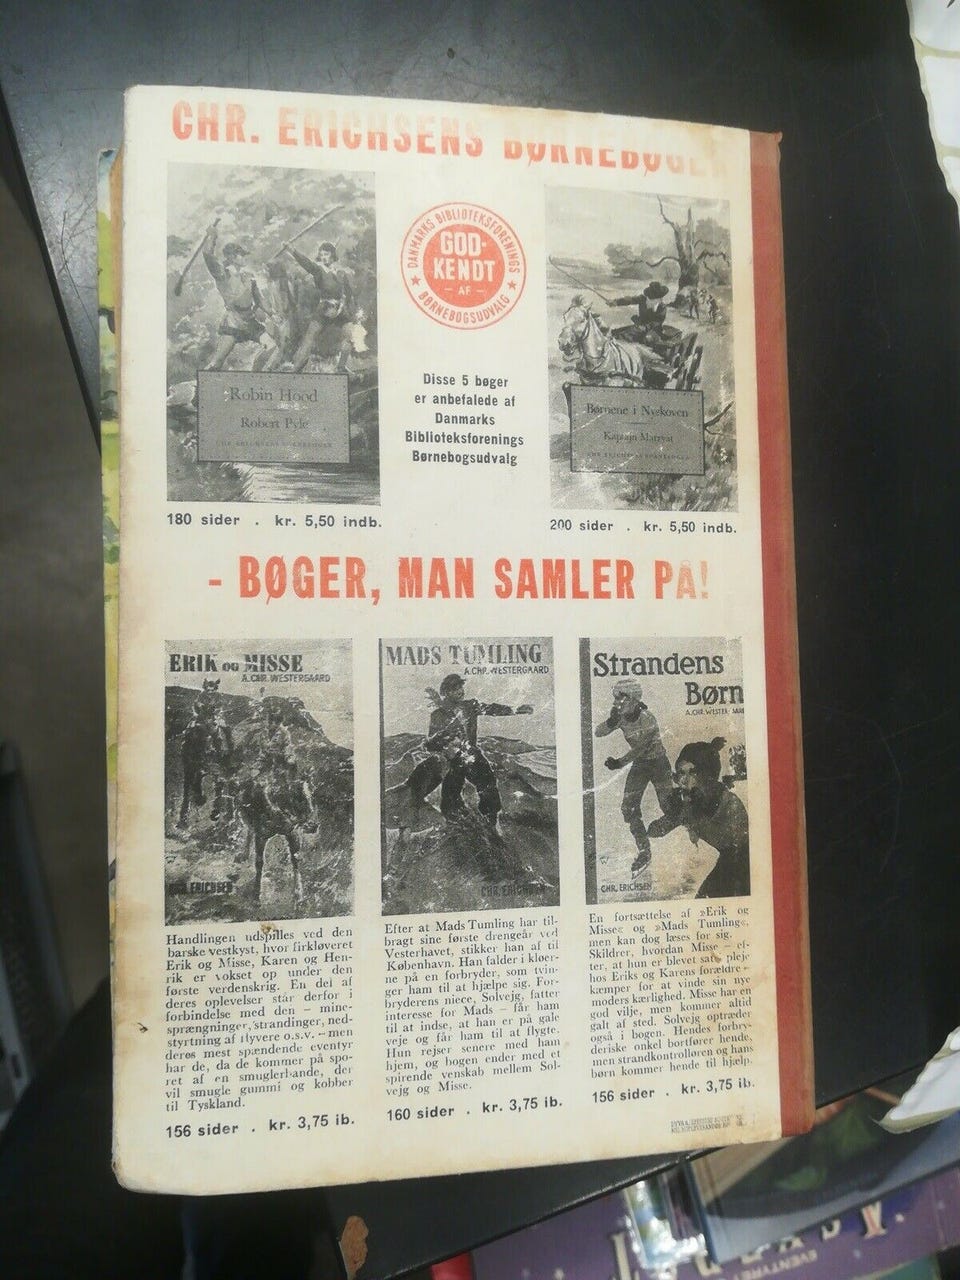 CHR. ERICHSENS BØRNEBØGER
DANMARKS BIBLIOTEKSFORENINGS
GOD-
KENDT
- AF -
BØRNEBOGSUDVALG
Robin Hood
Robert Pyle
CHR. ERICHSENS BØRNEBØGER
Disse 5 bøger
er anbefalede af
Danmarks
Biblioteksforenings
Børnebogsudvalg
Børnene i Nyskoven
Kaptajn Marryat
CHR. ERICHSENS BØRNEBØGER
180 sider . kr. 5,50 indb.
200 sider . kr. 5,50 indb.
- BØGER, MAN SAMLER PÅ!
ERIK OG MISSE
A.CHR. WESTERGAARD
CHR. ERICHSEN
Handlingen udspilles ved den
barske vestkyst, hvor firkløveret
Erik og Misse, Karen og Hen-
rik er vokset op under den
første verdenskrig. En del af
deres oplevelser står derfor i
forbindelse med den – mine-
sprængninger, strandinger, ned-
styrtning af flyvere o.s.v. – men
deres mest spændende eventyr
har de, da de kommer på spo-
ret af en smuglerbande, der
vil smugle gummi og kobber
til Tyskland.
156 sider . kr. 3,75 ib.
MADS TUMLING
A.CHR. WESTERGAARD
CHR. ERICHSEN
Efter at Mads Tumling har til-
bragt sine første drengeår ved
Vesterhavet, stikker han af til
København. Han falder i kløer-
ne på en forbryder, som tvin-
ger ham til at hjælpe sig. For-
bryderens niece, Solvejg, fatter
interesse for Mads – får ham
til at indse, at han er på gale
veje og får ham til at flygte.
Hun rejser senere med ham
hjem, og bogen ender med et
spirende venskab mellem Sol-
vejg og Misse.
160 sider . kr. 3,75 ib.
Strandens
Børn
A.CHR. WESTERGAARD
CHR. ERICHSEN
En fortsættelse af »Erik og
Misse« og »Mads Tumling«,
men kan dog læses for sig.
Skildrer, hvordan Misse – ef-
ter, at hun er blevet sat i pleje
hos Eriks og Karens forældre –
kæmper for at vinde sin nye
moders kærlighed. Misse har en
god vilje, men kommer altid
galt af sted. Solvejg optræder
også i bogen. Hendes forbry-
deriske onkel bortfører hende,
men strandkontrolløren og hans
børn kommer hende til hjælp.
156 sider . kr. 3,75 ib.
EVENTYRE